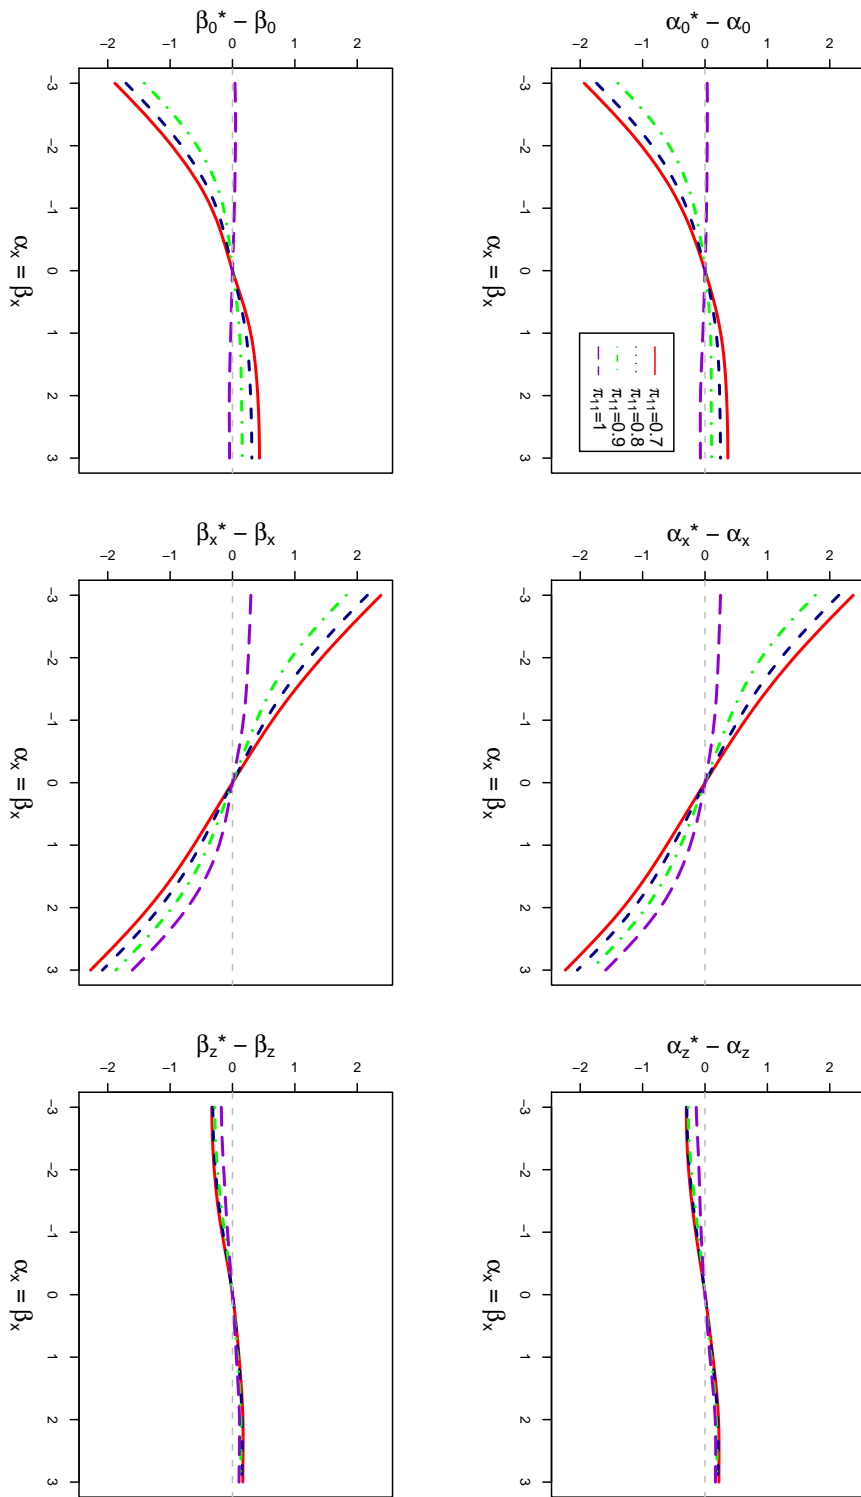 α₀* − α₀
−2 −1 0 1 2
π₁₁=0.7
π₁₁=0.8
π₁₁=0.9
π₁₁=1
−3 −2 −1 0 1 2 3
αₓ = βₓ
αₓ* − αₓ
−2 −1 0 1 2
−3 −2 −1 0 1 2 3
αₓ = βₓ
α_z* − α_z
−2 −1 0 1 2
−3 −2 −1 0 1 2 3
αₓ = βₓ
β₀* − β₀
−2 −1 0 1 2
−3 −2 −1 0 1 2 3
αₓ = βₓ
βₓ* − βₓ
−2 −1 0 1 2
−3 −2 −1 0 1 2 3
αₓ = βₓ
β_z* − β_z
−2 −1 0 1 2
−3 −2 −1 0 1 2 3
αₓ = βₓ